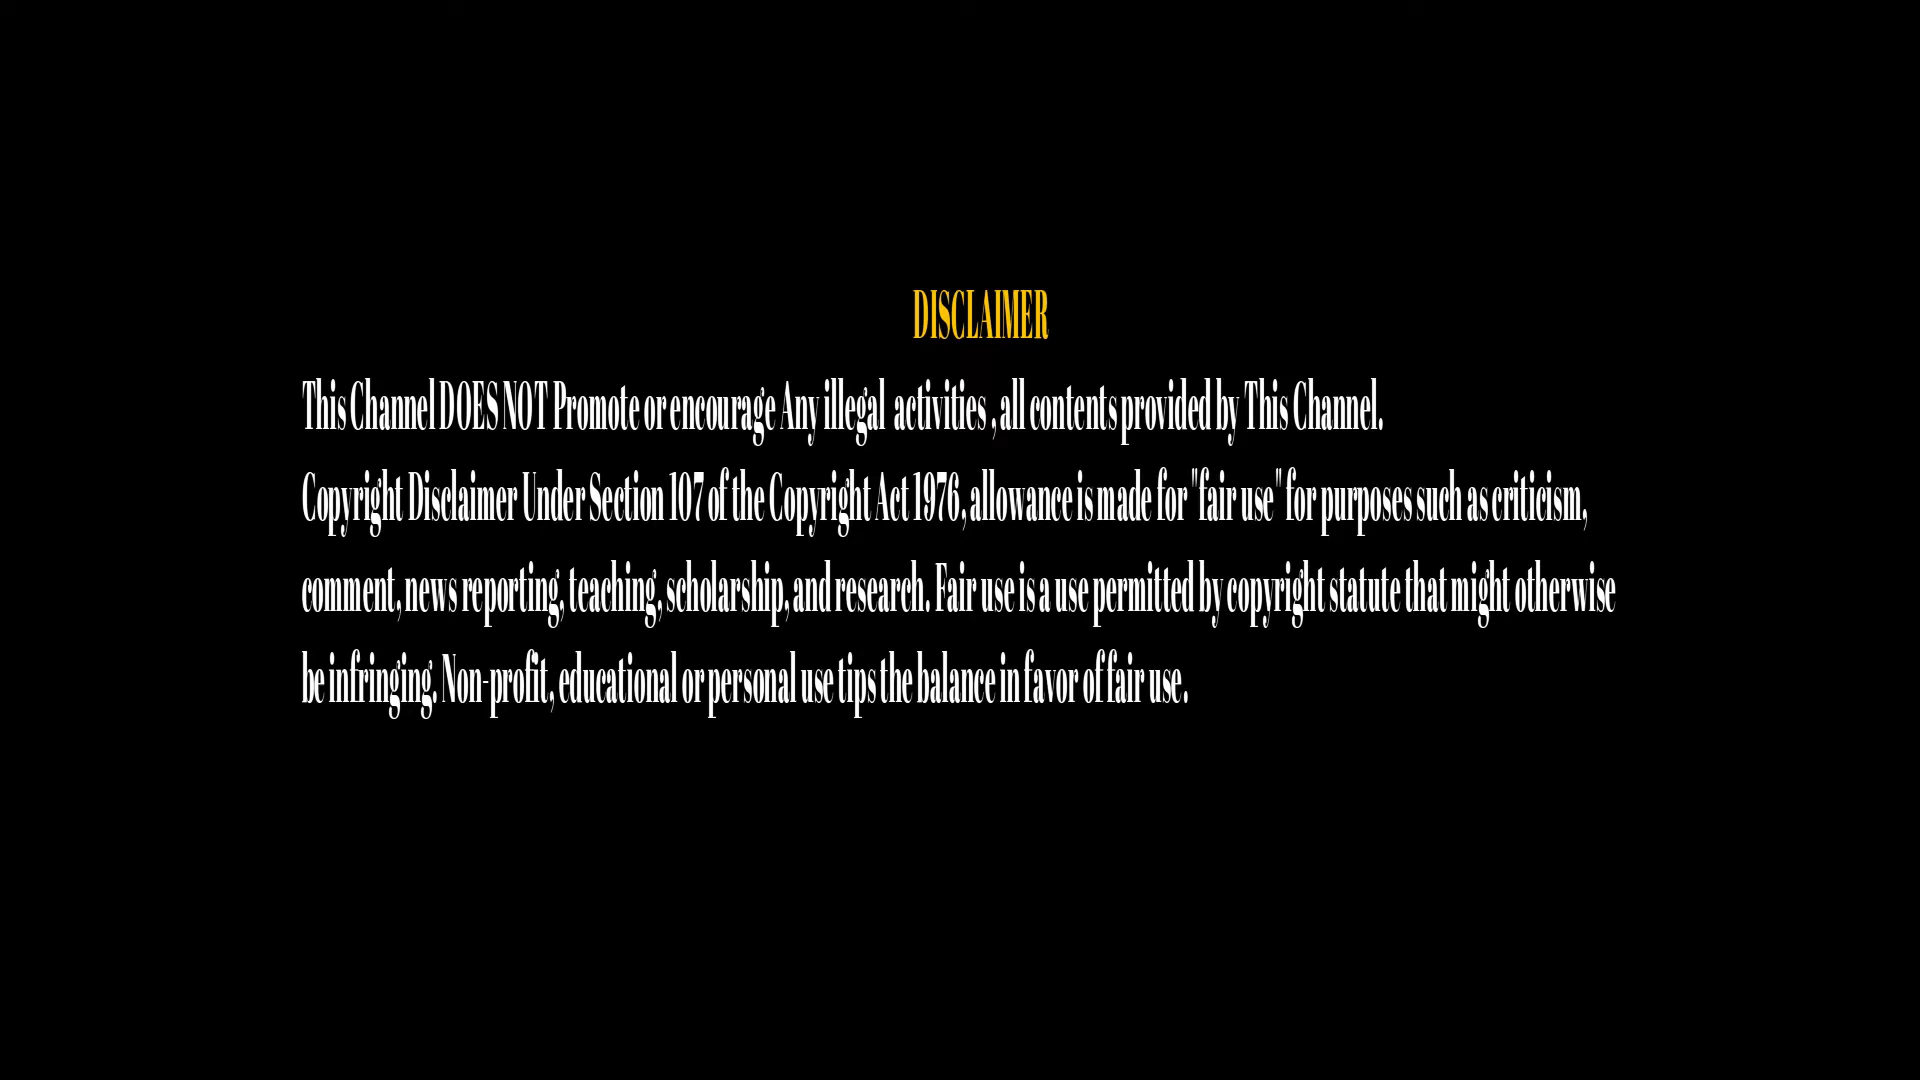 DISCLAIMER
This Channel DOES NOT Promote or encourage Any illegal activities , all contents provided by This Channel.
Copyright Disclaimer Under Section 107 of the Copyright Act 1976, allowance is made for "fair use" for purposes such as criticism,
comment, news reporting, teaching, scholarship, and research. Fair use is a use permitted by copyright statute that might otherwise
be infringing. Non-profit, educational or personal use tips the balance in favor of fair use.